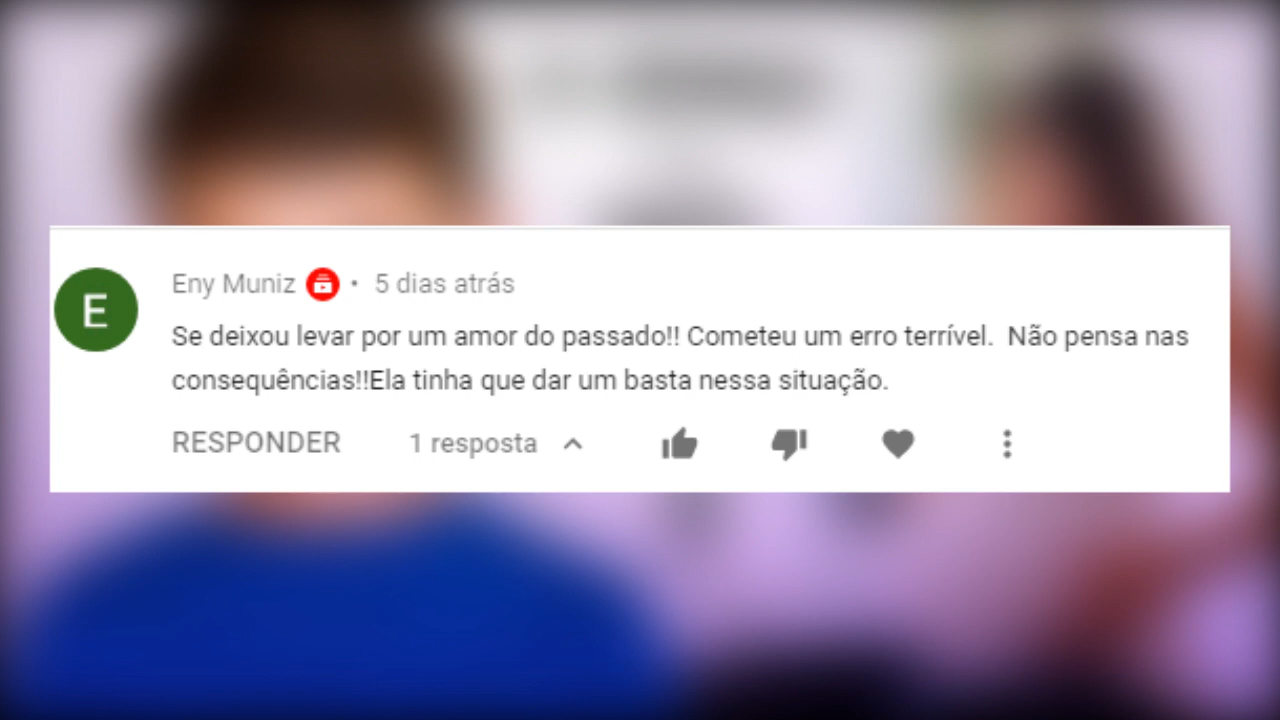 E
Eny Muniz • 5 dias atrás
Se deixou levar por um amor do passado!! Cometeu um erro terrível.  Não pensa nas
consequências!!Ela tinha que dar um basta nessa situação.
RESPONDER 1 resposta